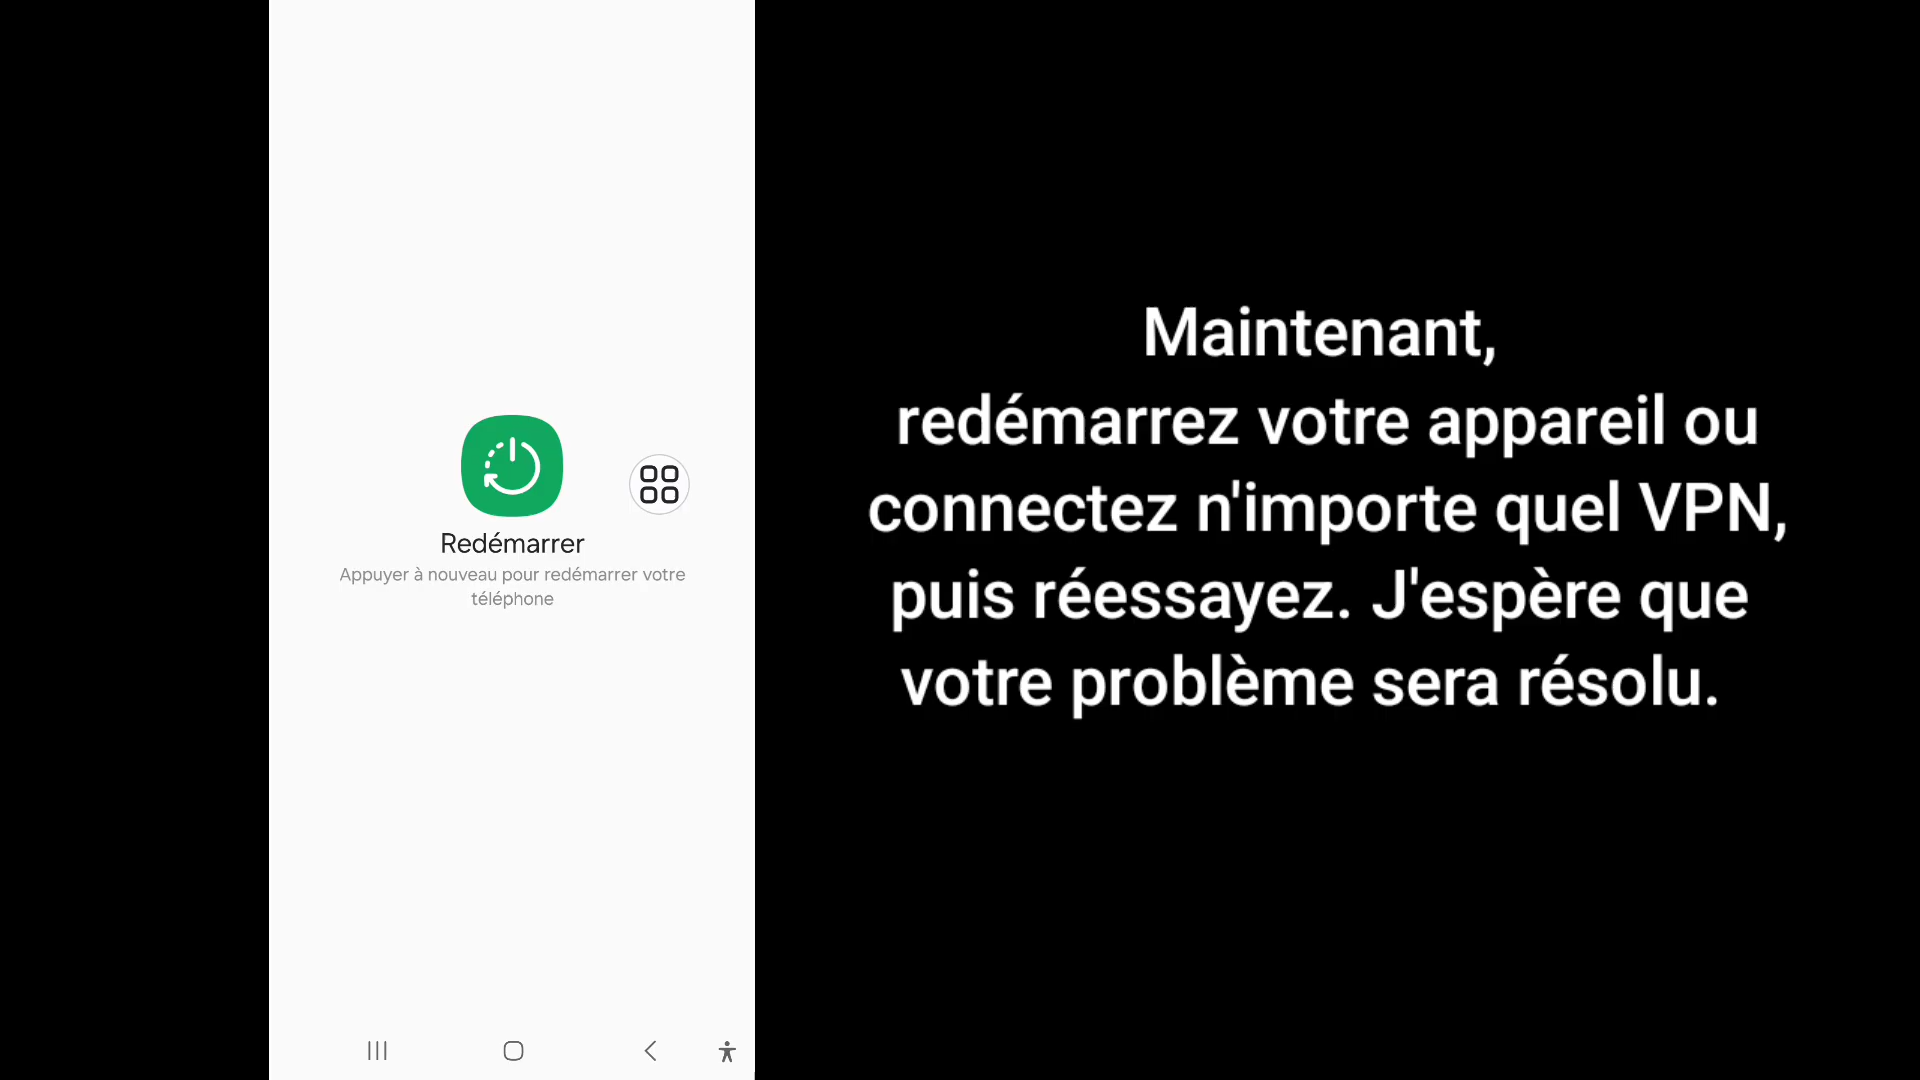 Redémarrer
Appuyer à nouveau pour redémarrer votre
téléphone
Maintenant,
redémarrez votre appareil ou
connectez n'importe quel VPN,
puis réessayez. J'espère que
votre problème sera résolu.